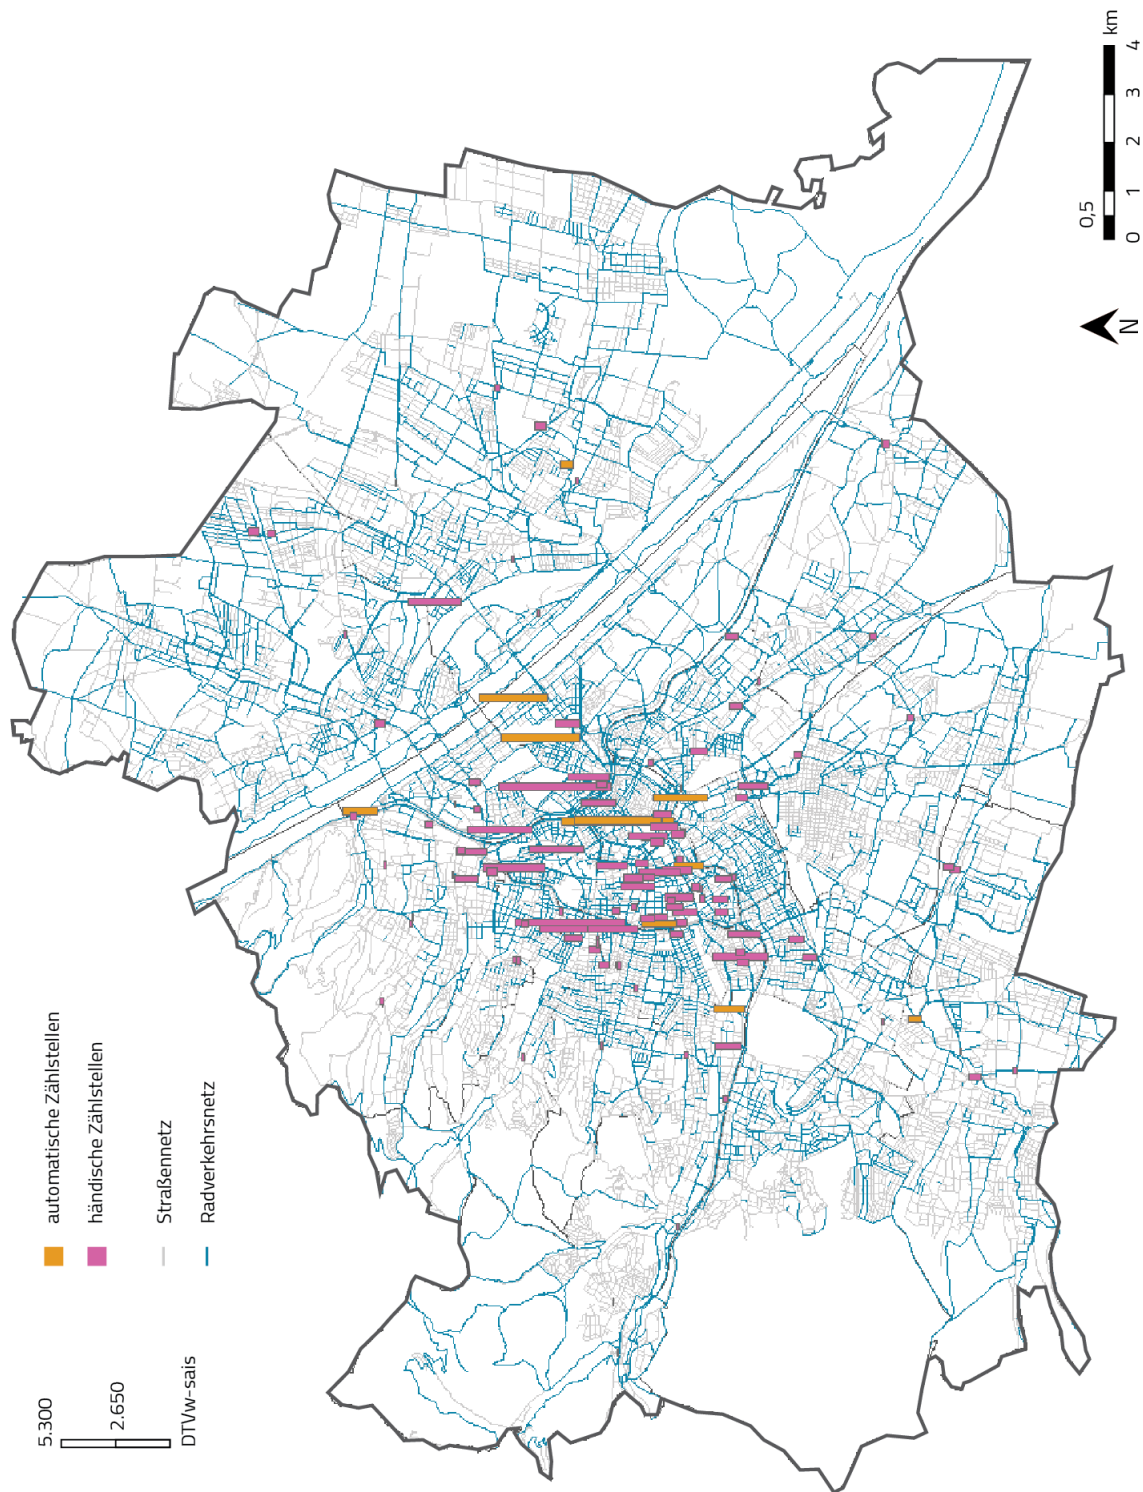 5.300
2.650
DTVw-sais
automatische Zählstellen
händische Zählstellen
Straßennetz
Radverkehrsnetz
N
0,5
km
0 1 2 3 4